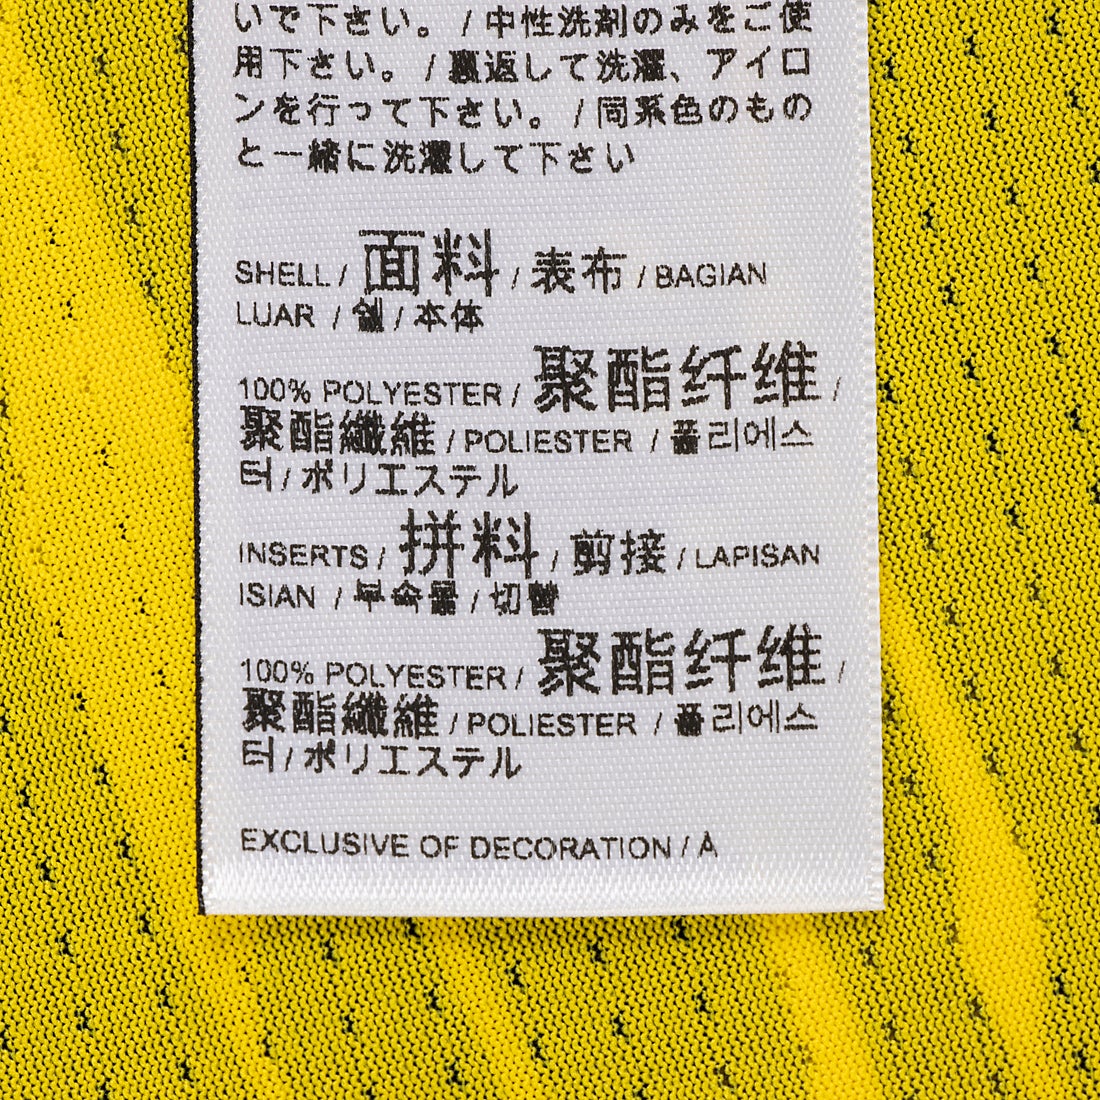 いで下さい。/ 中性洗剤のみをご使
用下さい。/ 裏返して洗濯、アイロ
ンを行って下さい。/ 同系色のもの
と一緒に洗濯して下さい
SHELL / 面料 / 表布 / BAGIAN
LUAR / 쉘 / 本体
100% POLYESTER / 聚酯纤维 /
聚酯纖維 / POLIESTER / 폴리에스
터 / ポリエステル
INSERTS / 拼料 / 剪接 / LAPISAN
ISIAN / 부속물 / 切替
100% POLYESTER / 聚酯纤维 /
聚酯纖維 / POLIESTER / 폴리에스
터 / ポリエステル
EXCLUSIVE OF DECORATION / A